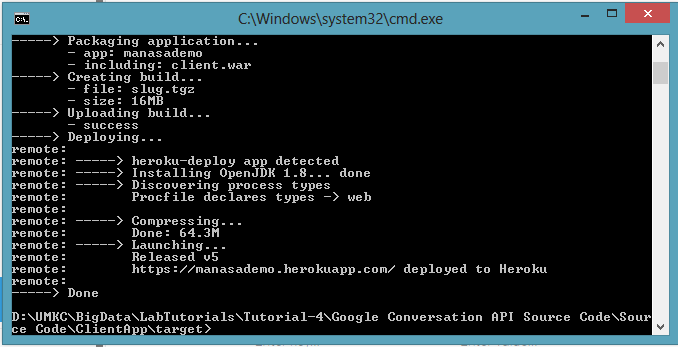 C:\Windows\system32\cmd.exe
-----> Packaging application...
- app: manasademo
- including: client.war
-----> Creating build...
- file: slug.tgz
- size: 16MB
-----> Uploading build...
- success
-----> Deploying...
remote:
remote: -----> heroku-deploy app detected
remote: -----> Installing OpenJDK 1.8... done
remote: -----> Discovering process types
remote:        Procfile declares types -> web
remote:
remote: -----> Compressing...
remote:        Done: 64.3M
remote: -----> Launching...
remote:        Released v5
remote:        https://manasademo.herokuapp.com/ deployed to Heroku
remote:
-----> Done
D:\UMKC\BigData\LabTutorials\Tutorial-4\Google Conversation API Source Code\Sour
ce Code\ClientApp\target>